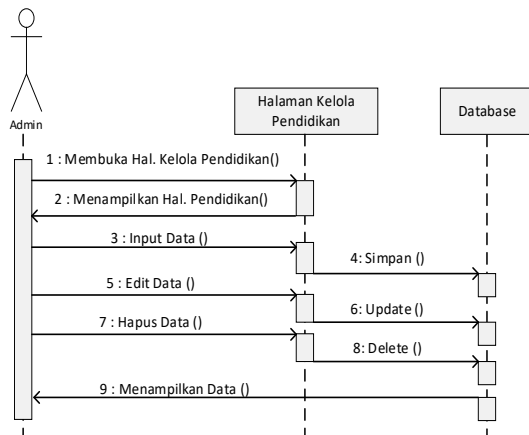 Halaman Kelola
Pendidikan
Database
Admin
1 : Membuka Hal. Kelola Pendidikan()
2 : Menampilkan Hal. Pendidikan()
3 : Input Data ()
4: Simpan ()
5 : Edit Data ()
6: Update ()
7 : Hapus Data ()
8: Delete ()
9 : Menampilkan Data ()